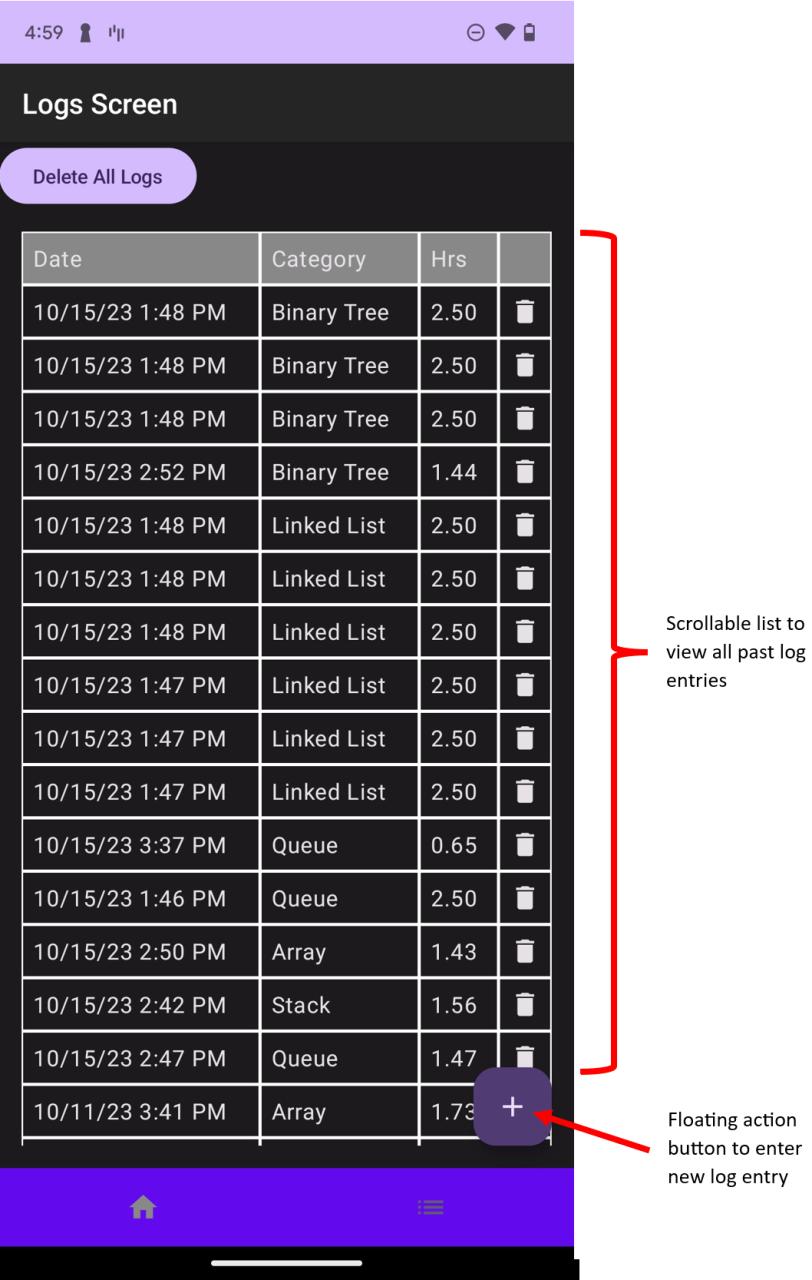 4:59
Logs Screen
Delete All Logs
Date Category Hrs
10/15/23 1:48 PM Binary Tree 2.50
10/15/23 1:48 PM Binary Tree 2.50
10/15/23 1:48 PM Binary Tree 2.50
10/15/23 2:52 PM Binary Tree 1.44
10/15/23 1:48 PM Linked List 2.50
10/15/23 1:48 PM Linked List 2.50
10/15/23 1:48 PM Linked List 2.50
10/15/23 1:47 PM Linked List 2.50
10/15/23 1:47 PM Linked List 2.50
10/15/23 1:47 PM Linked List 2.50
10/15/23 3:37 PM Queue 0.65
10/15/23 1:46 PM Queue 2.50
10/15/23 2:50 PM Array 1.43
10/15/23 2:42 PM Stack 1.56
10/15/23 2:47 PM Queue 1.47
10/11/23 3:41 PM Array 1.73
+
Scrollable list to
view all past log
entries
Floating action
button to enter
new log entry